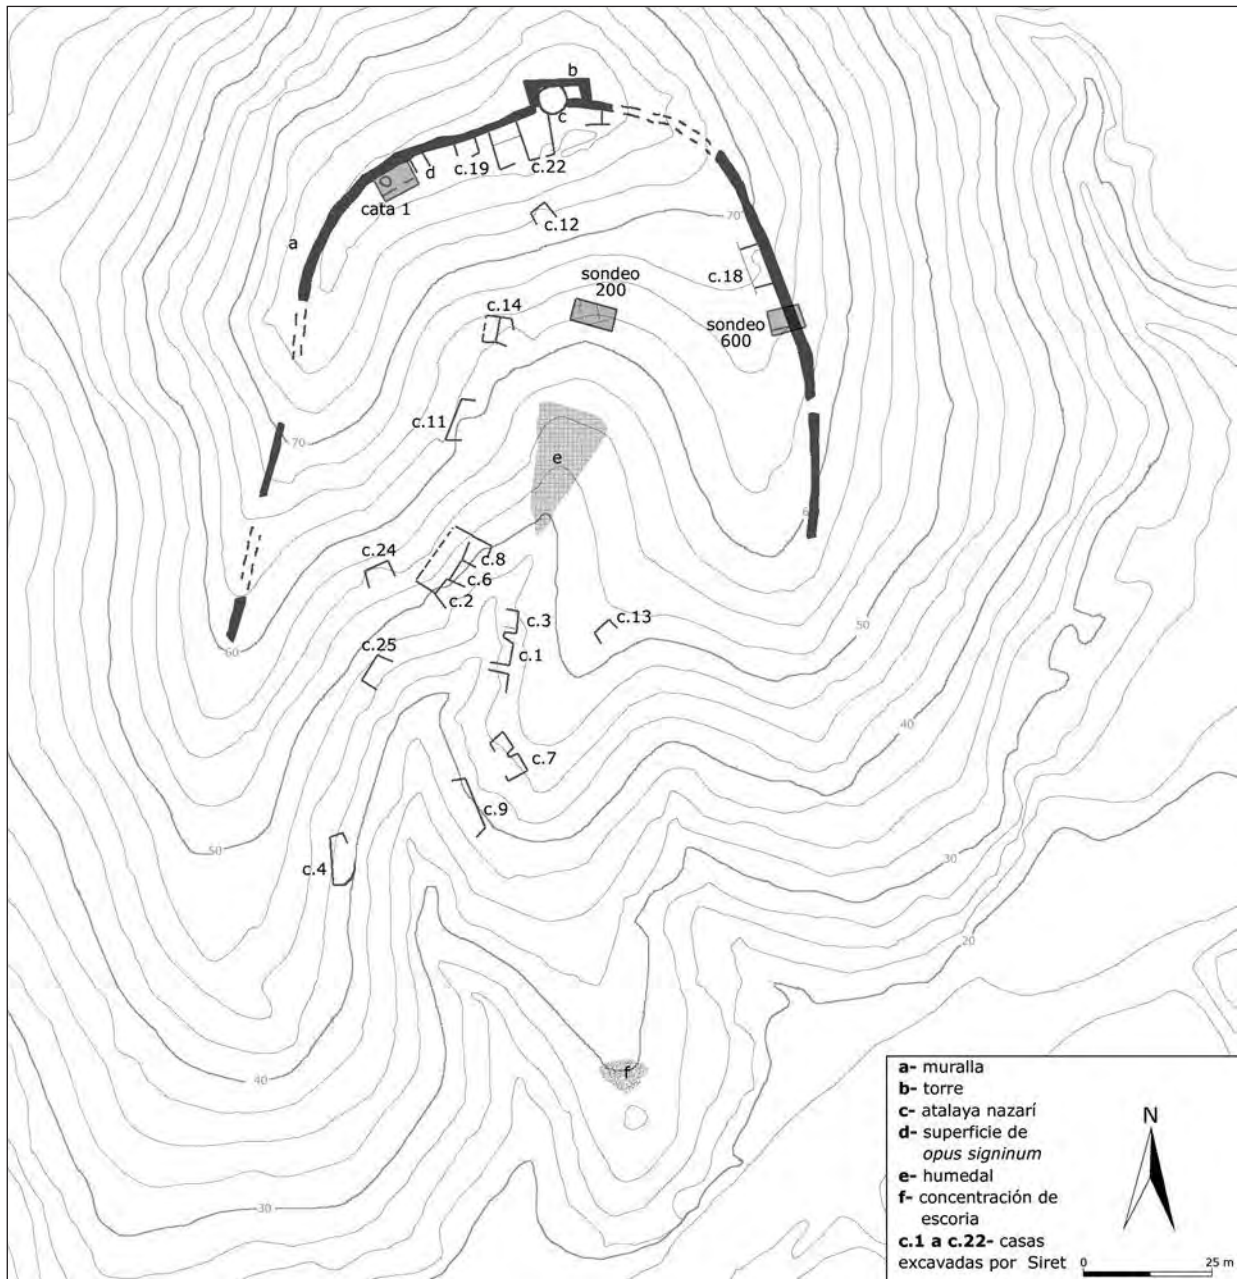 b
c
c.22
c.19
d
cata 1
a
c.12
70
c.18
sondeo
200
sondeo
600
c.14
c.11
70
e
c.24
c.8
c.6
c.2
c.3
c.1
c.13
c.25
60
50
40
c.7
c.9
50
c.4
30
20
40
f
30
a- muralla
b- torre
c- atalaya nazarí
d- superficie de
opus signinum
e- humedal
f- concentración de
escoria
c.1 a c.22- casas
excavadas por Siret
N
0 25 m